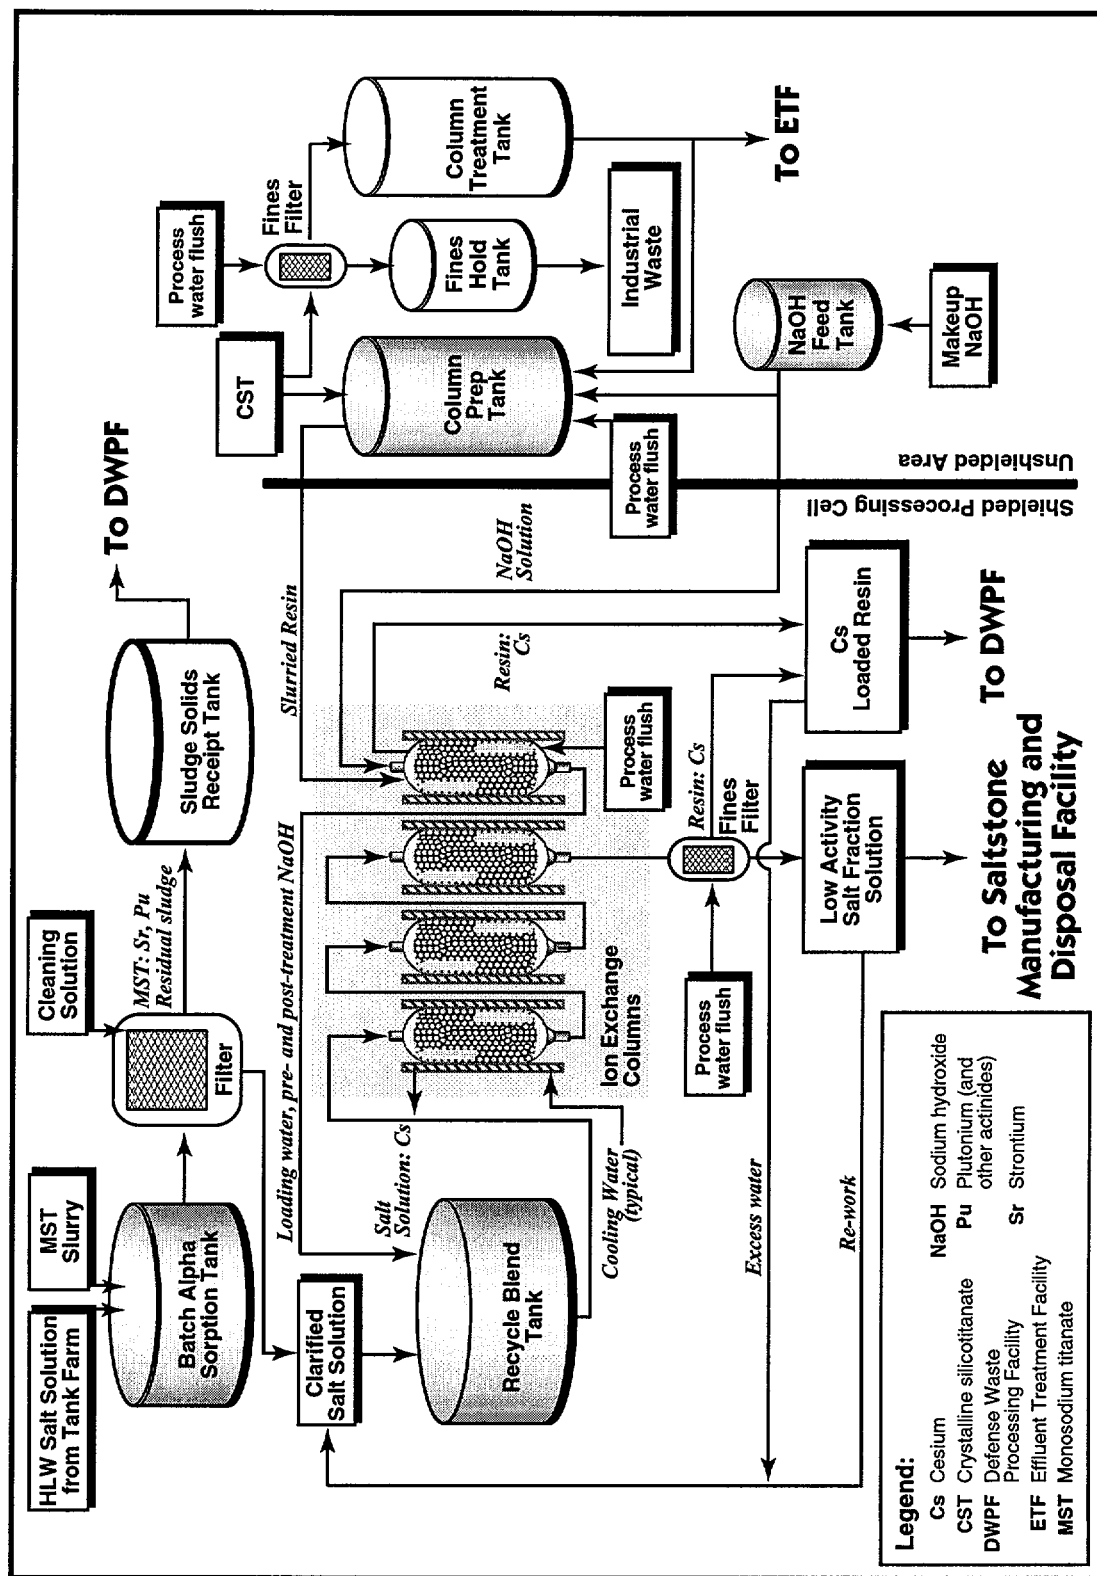 HLW Salt Solution
from Tank Farm
MST
Slurry
Batch Alpha
Sorption Tank
Cleaning
Solution
Filter
MST: Sr, Pu
Residual sludge
Sludge Solids
Receipt Tank
To DWPF
Clarified
Salt Solution
Recycle Blend
Tank
Loading water, pre- and post-treatment NaOH
Salt
Solution: Cs
Cooling Water
(typical)
Ion Exchange
Columns
Slurried Resin
Resin:
Cs
NaOH
Solution
Process
water flush
CST
Process
water flush
Fines
Filter
Column
Prep
Tank
Fines
Hold
Tank
Column
Treatment
Tank
Industrial
Waste
To ETF
Process
water flush
NaOH
Feed
Tank
Makeup
NaOH
Shielded Processing Cell
Unshielded Area
Process
water flush
Resin: Cs
Fines
Filter
Excess water
Re-work
Low Activity
Salt Fraction
Solution
Cs
Loaded Resin
To Saltstone
Manufacturing and
Disposal Facility
To DWPF
Legend:
Cs Cesium
CST Crystalline silicotitanate
DWPF Defense Waste
Processing Facility
ETF Effluent Treatment Facility
MST Monosodium titanate
NaOH Sodium hydroxide
Pu Plutonium (and
other actinides)
Sr Strontium